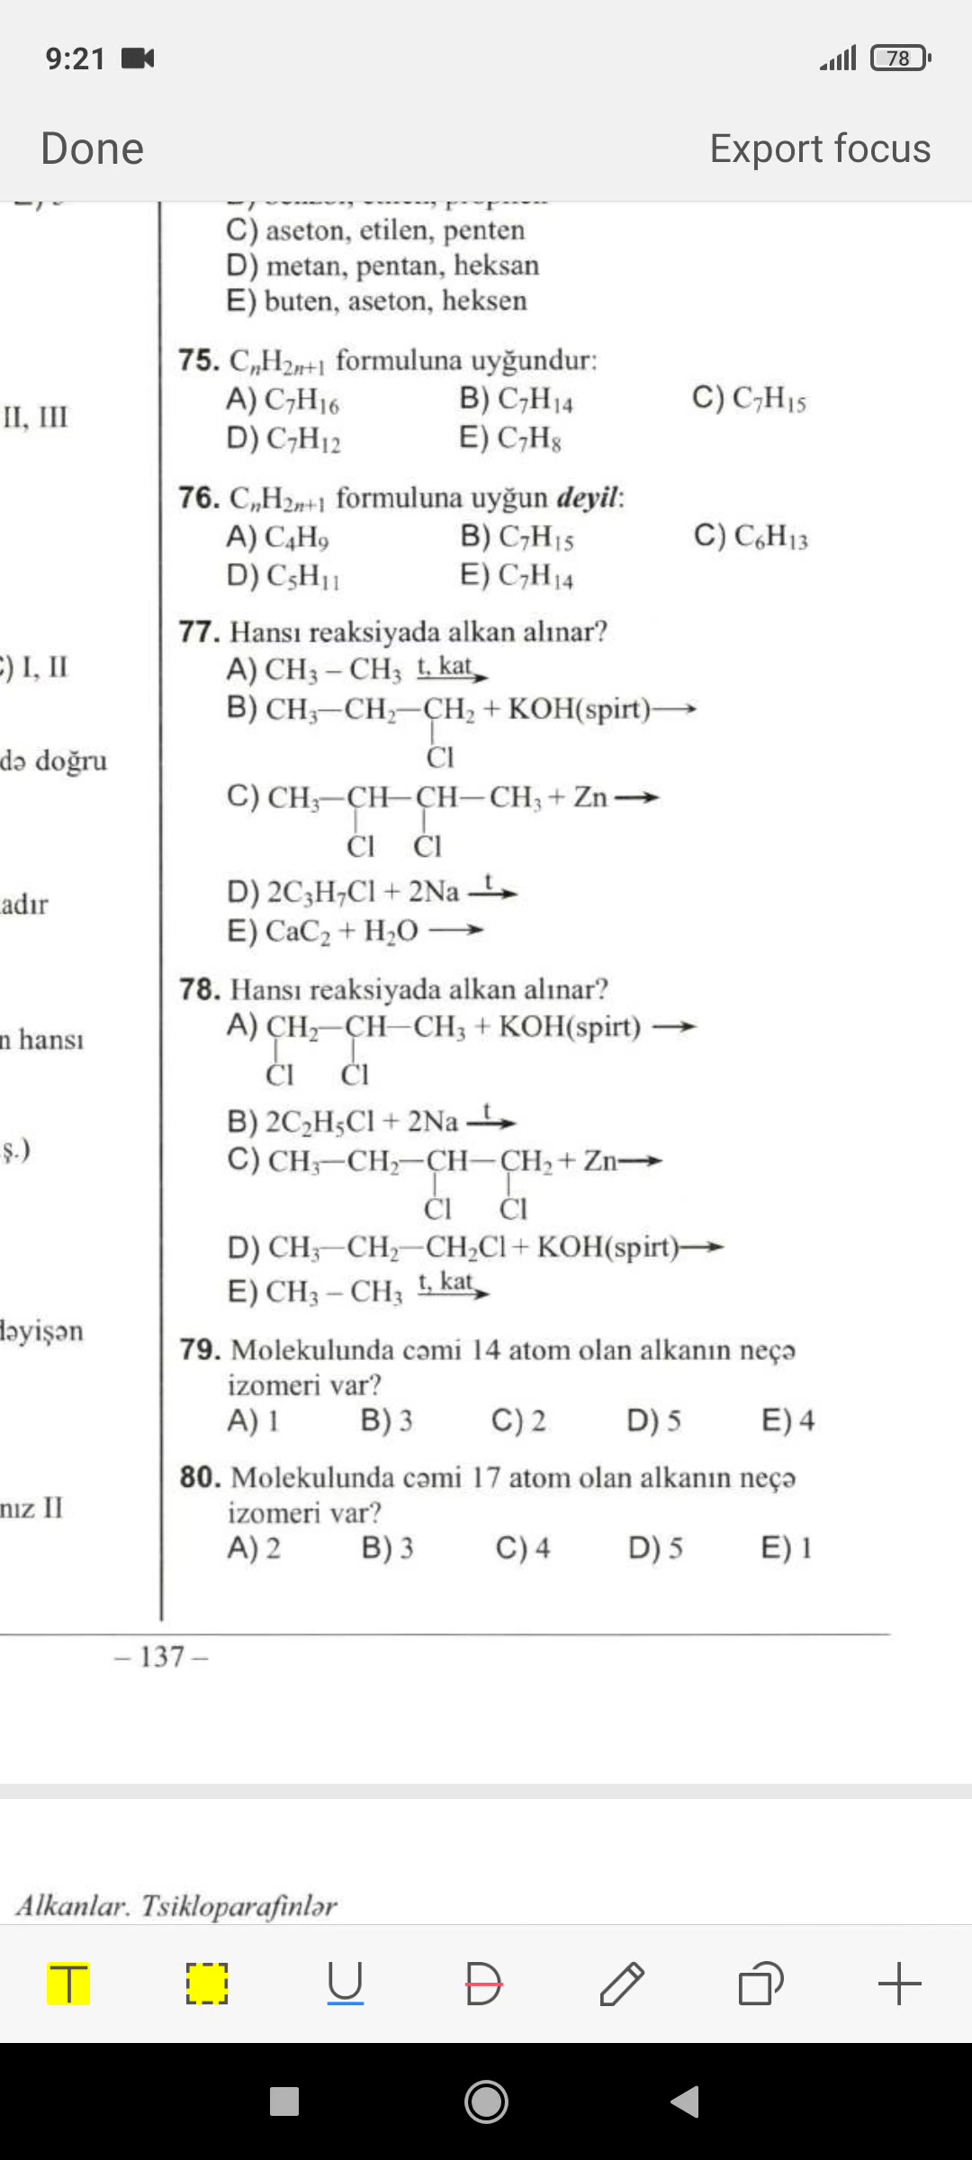 9:21
78
Done
Export focus
C) aseton, etilen, penten
D) metan, pentan, heksan
E) buten, aseton, heksen
75. CₙH₂ₙ₊₁ formuluna uyğundur:
A) C₇H₁₆ B) C₇H₁₄ C) C₇H₁₅
D) C₇H₁₂ E) C₇H₈
76. CₙH₂ₙ₊₁ formuluna uyğun deyil:
A) C₄H₉ B) C₇H₁₅ C) C₆H₁₃
D) C₅H₁₁ E) C₇H₁₄
77. Hansı reaksiyada alkan alınar?
A) CH₃ – CH₃ t, kat→
B) CH₃—CH₂—CH₂ + KOH(spirt)→
Cl
C) CH₃—CH—CH—CH₃ + Zn→
Cl Cl
D) 2C₃H₇Cl + 2Na t→
E) CaC₂ + H₂O →
78. Hansı reaksiyada alkan alınar?
A) CH₂—CH—CH₃ + KOH(spirt) →
Cl Cl
B) 2C₂H₅Cl + 2Na t→
C) CH₃—CH₂—CH—CH₂ + Zn→
Cl Cl
D) CH₃—CH₂—CH₂Cl + KOH(spirt)→
E) CH₃ – CH₃ t, kat→
79. Molekulunda cəmi 14 atom olan alkanın neçə
izomeri var?
A) 1 B) 3 C) 2 D) 5 E) 4
80. Molekulunda cəmi 17 atom olan alkanın neçə
izomeri var?
A) 2 B) 3 C) 4 D) 5 E) 1
II, III
) I, II
də doğru
adır
n hansı
ş.)
dəyişən
nız II
– 137 –
Alkanlar. Tsikloparafinlər
T
U
D